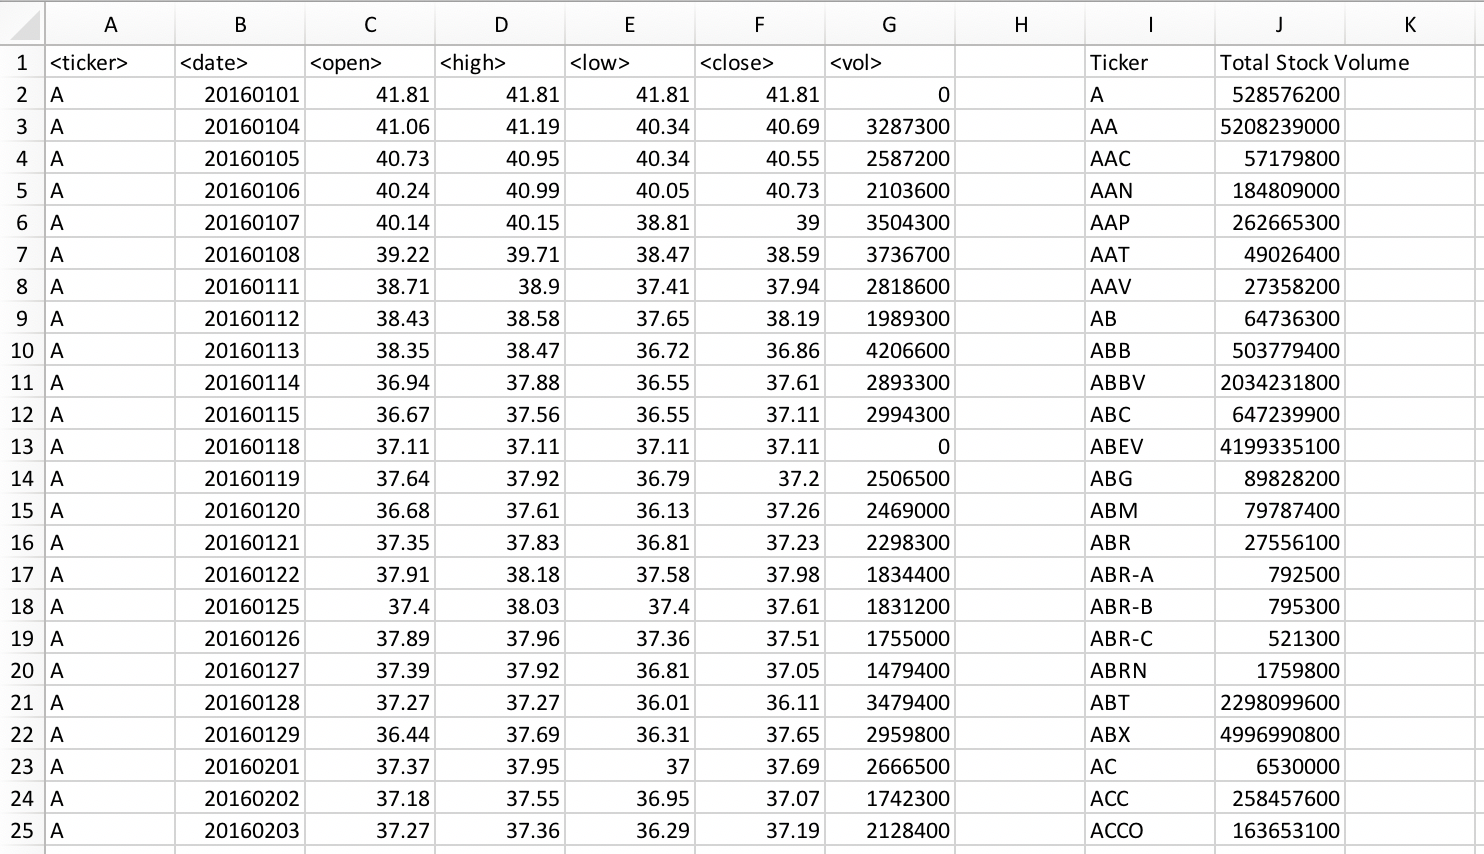 A B C D E F G H I J K
1 <ticker> <date> <open> <high> <low> <close> <vol> Ticker Total Stock Volume
2 A 20160101 41.81 41.81 41.81 41.81 0 A 528576200
3 A 20160104 41.06 41.19 40.34 40.69 3287300 AA 5208239000
4 A 20160105 40.73 40.95 40.34 40.55 2587200 AAC 57179800
5 A 20160106 40.24 40.99 40.05 40.73 2103600 AAN 184809000
6 A 20160107 40.14 40.15 38.81 39 3504300 AAP 262665300
7 A 20160108 39.22 39.71 38.47 38.59 3736700 AAT 49026400
8 A 20160111 38.71 38.9 37.41 37.94 2818600 AAV 27358200
9 A 20160112 38.43 38.58 37.65 38.19 1989300 AB 64736300
10 A 20160113 38.35 38.47 36.72 36.86 4206600 ABB 503779400
11 A 20160114 36.94 37.88 36.55 37.61 2893300 ABBV 2034231800
12 A 20160115 36.67 37.56 36.55 37.11 2994300 ABC 647239900
13 A 20160118 37.11 37.11 37.11 37.11 0 ABEV 4199335100
14 A 20160119 37.64 37.92 36.79 37.2 2506500 ABG 89828200
15 A 20160120 36.68 37.61 36.13 37.26 2469000 ABM 79787400
16 A 20160121 37.35 37.83 36.81 37.23 2298300 ABR 27556100
17 A 20160122 37.91 38.18 37.58 37.98 1834400 ABR-A 792500
18 A 20160125 37.4 38.03 37.4 37.61 1831200 ABR-B 795300
19 A 20160126 37.89 37.96 37.36 37.51 1755000 ABR-C 521300
20 A 20160127 37.39 37.92 36.81 37.05 1479400 ABRN 1759800
21 A 20160128 37.27 37.27 36.01 36.11 3479400 ABT 2298099600
22 A 20160129 36.44 37.69 36.31 37.65 2959800 ABX 4996990800
23 A 20160201 37.37 37.95 37 37.69 2666500 AC 6530000
24 A 20160202 37.18 37.55 36.95 37.07 1742300 ACC 258457600
25 A 20160203 37.27 37.36 36.29 37.19 2128400 ACCO 163653100